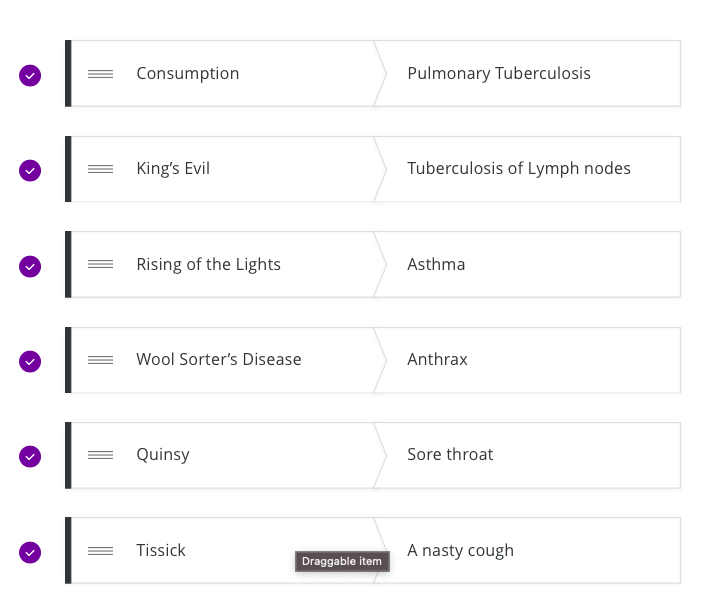 Consumption Pulmonary Tuberculosis
King’s Evil Tuberculosis of Lymph nodes
Rising of the Lights Asthma
Wool Sorter’s Disease Anthrax
Quinsy Sore throat
Tissick A nasty cough
Draggable item